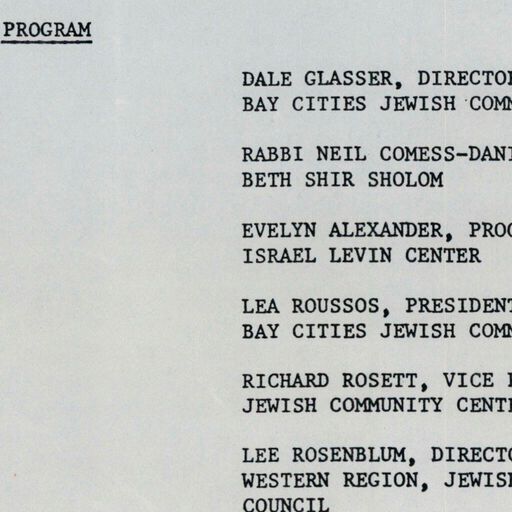 PROGRAM
DALE GLASSER, DIRECTOR
BAY CITIES JEWISH COMM
RABBI NEIL COMESS-DANI
BETH SHIR SHOLOM
EVELYN ALEXANDER, PROG
ISRAEL LEVIN CENTER
LEA ROUSSOS, PRESIDENT
BAY CITIES JEWISH COMM
RICHARD ROSETT, VICE
JEWISH COMMUNITY CENTE
LEE ROSENBLUM, DIRECTO
WESTERN REGION, JEWISH
COUNCIL